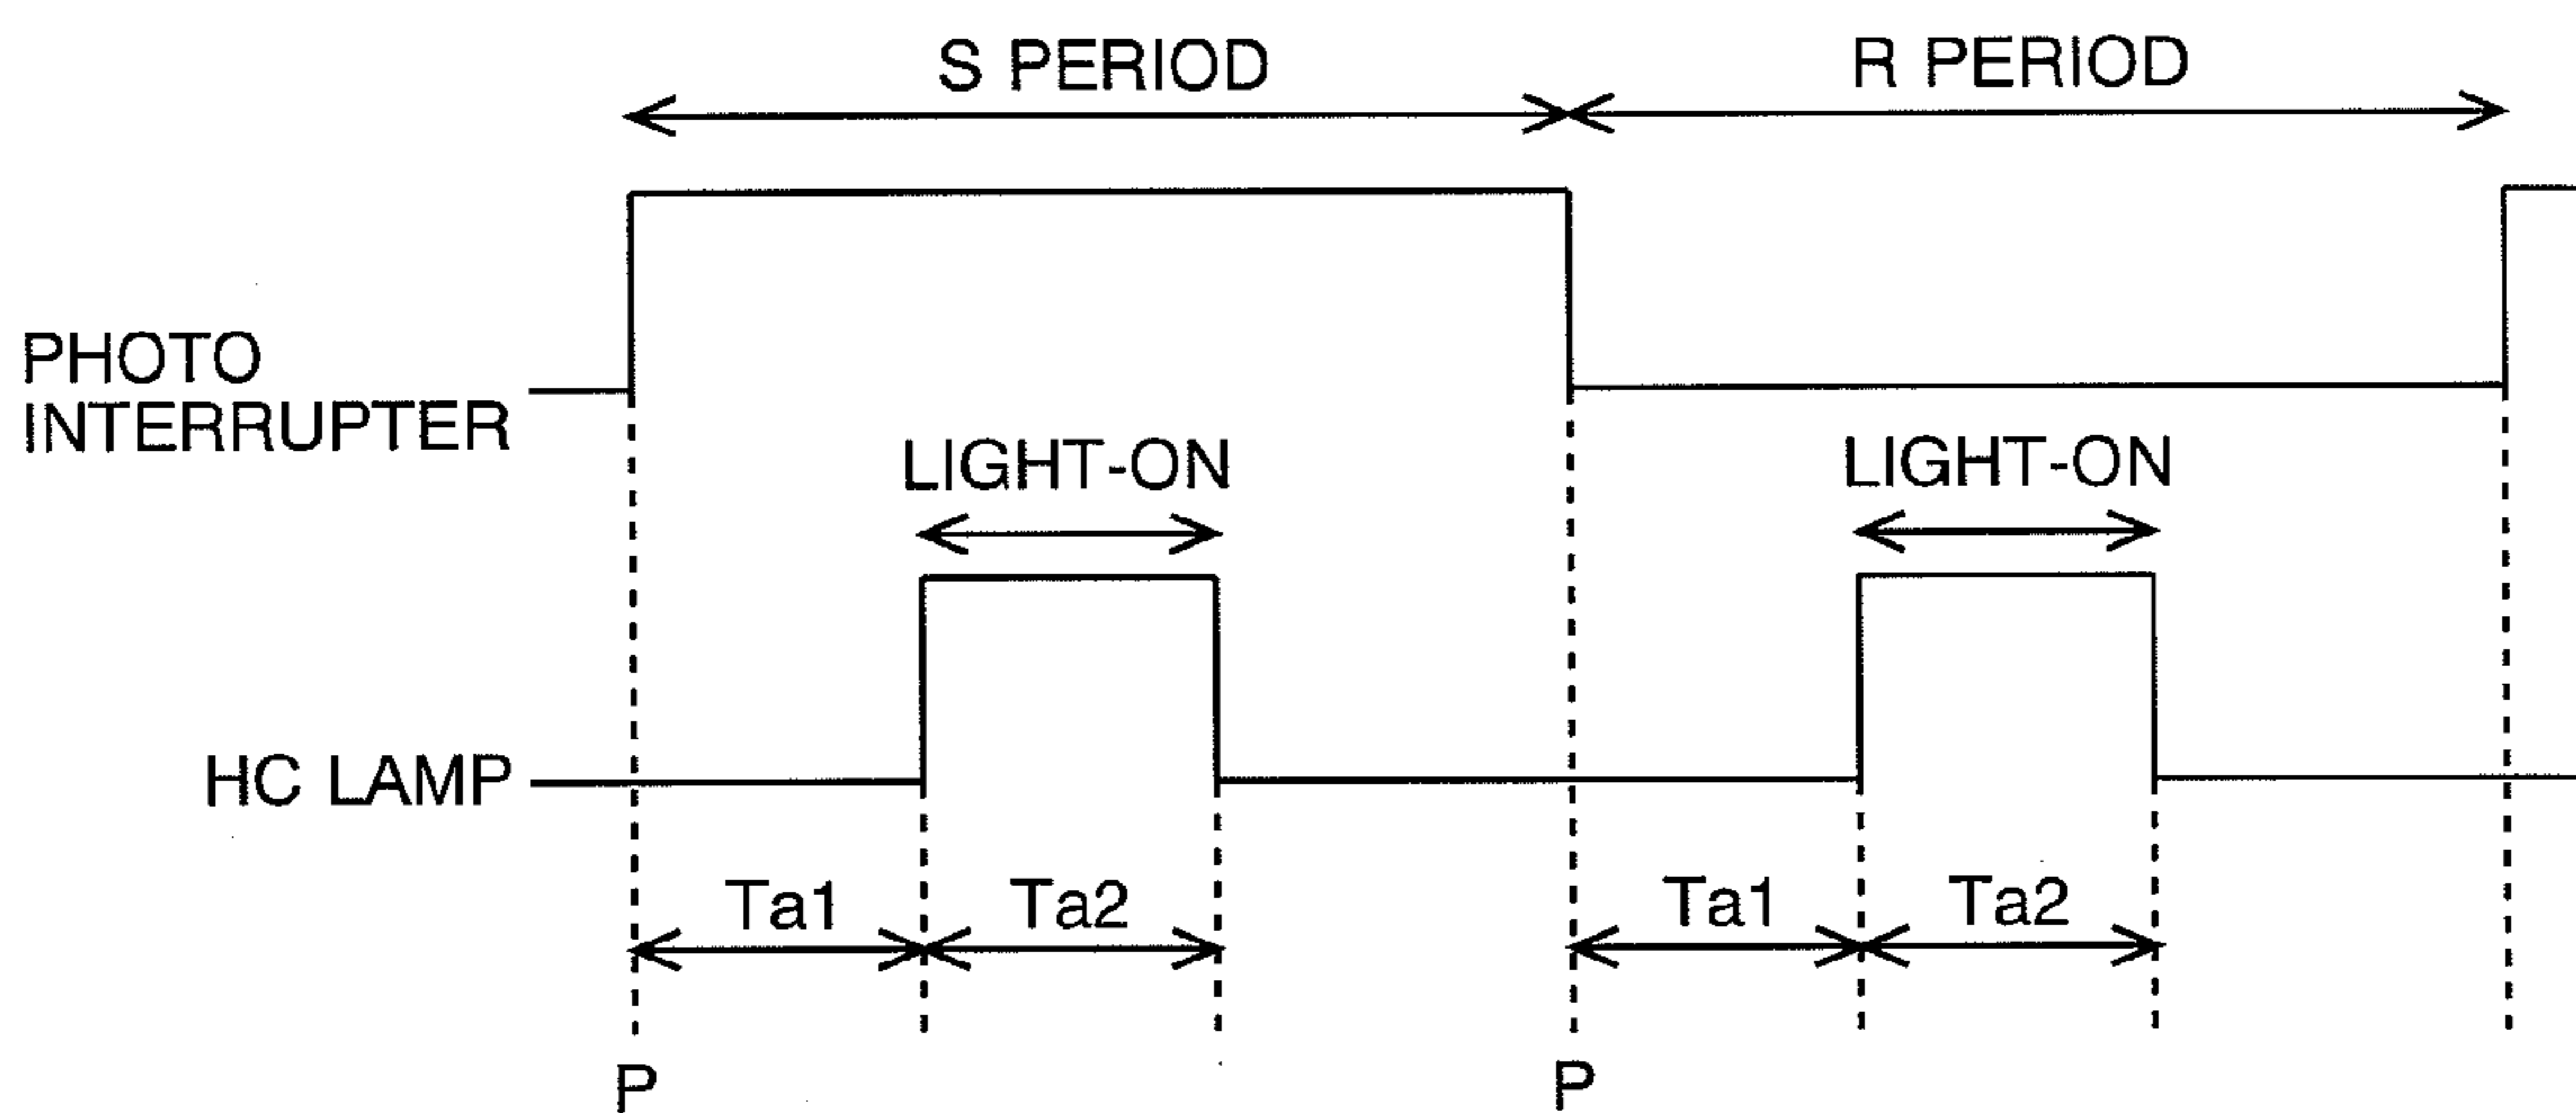 S PERIOD
R PERIOD
PHOTO
INTERRUPTER
LIGHT-ON
LIGHT-ON
HC LAMP
Ta1
Ta2
Ta1
Ta2
P
P